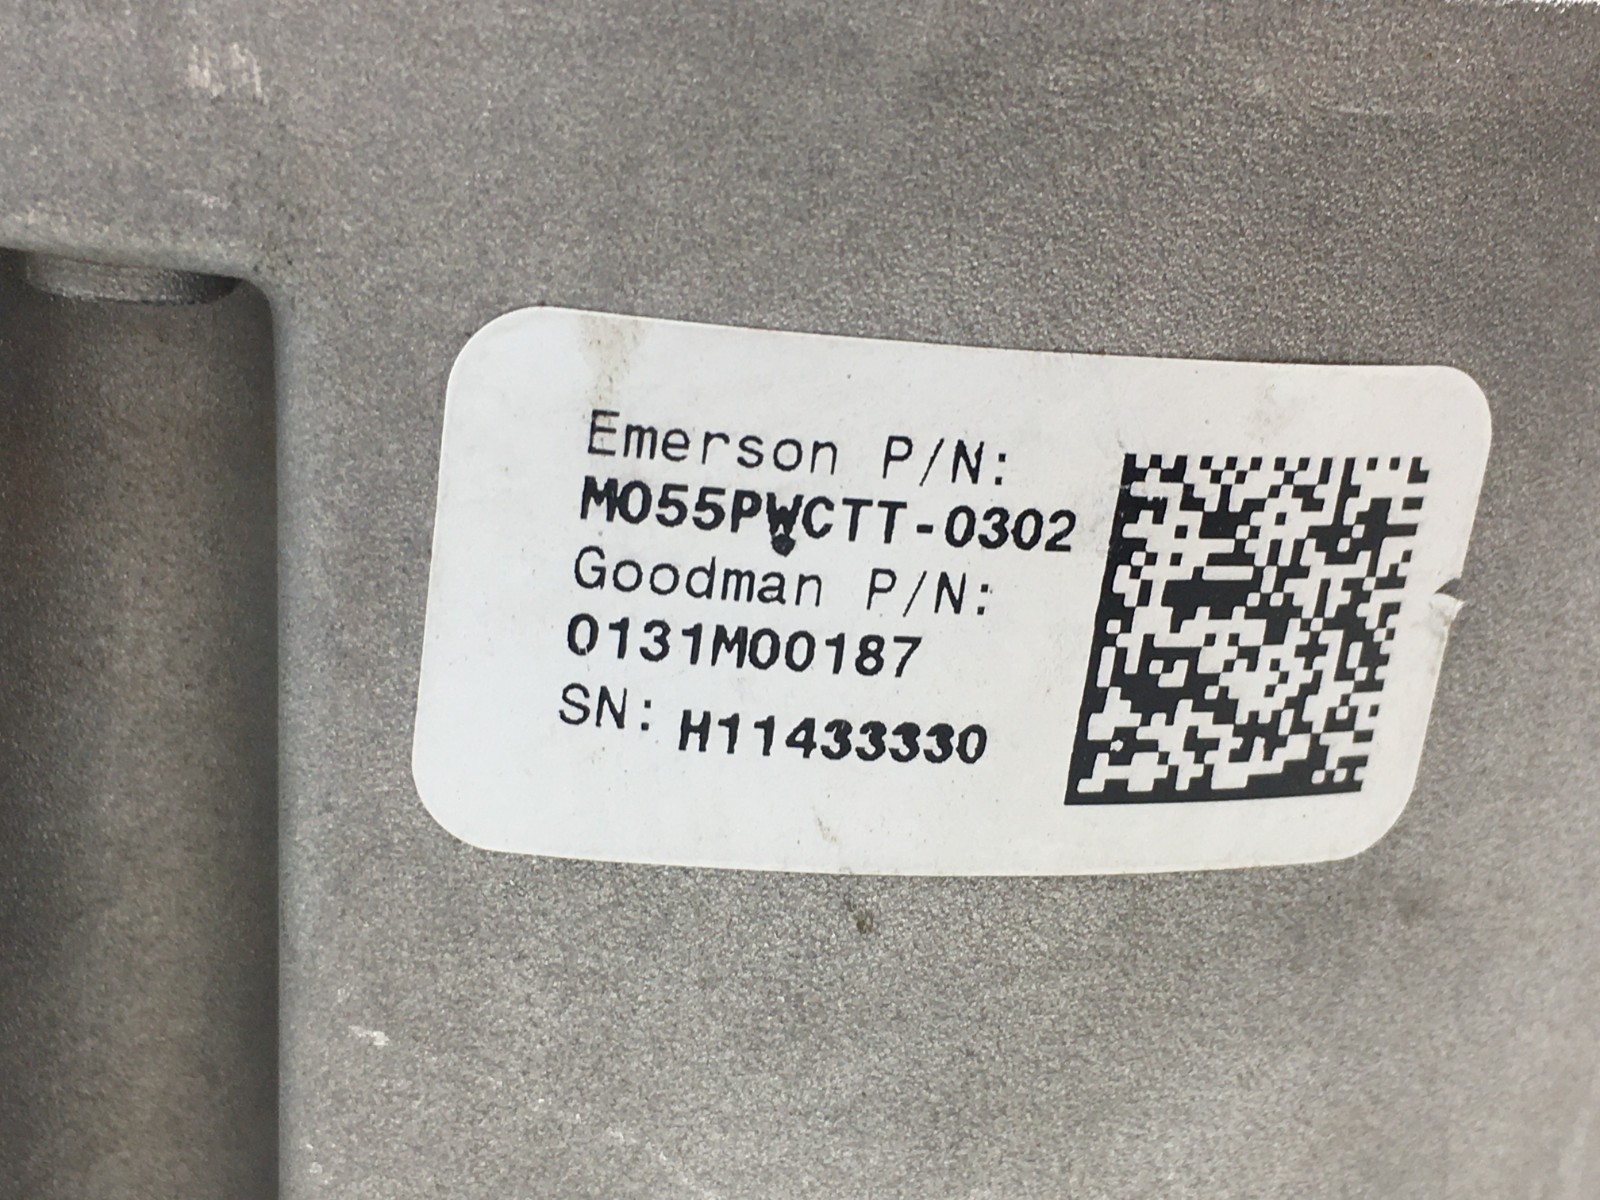 Emerson P/N:
M055PWCTT-0302
Goodman P/N:
0131M00187
SN: H11433330